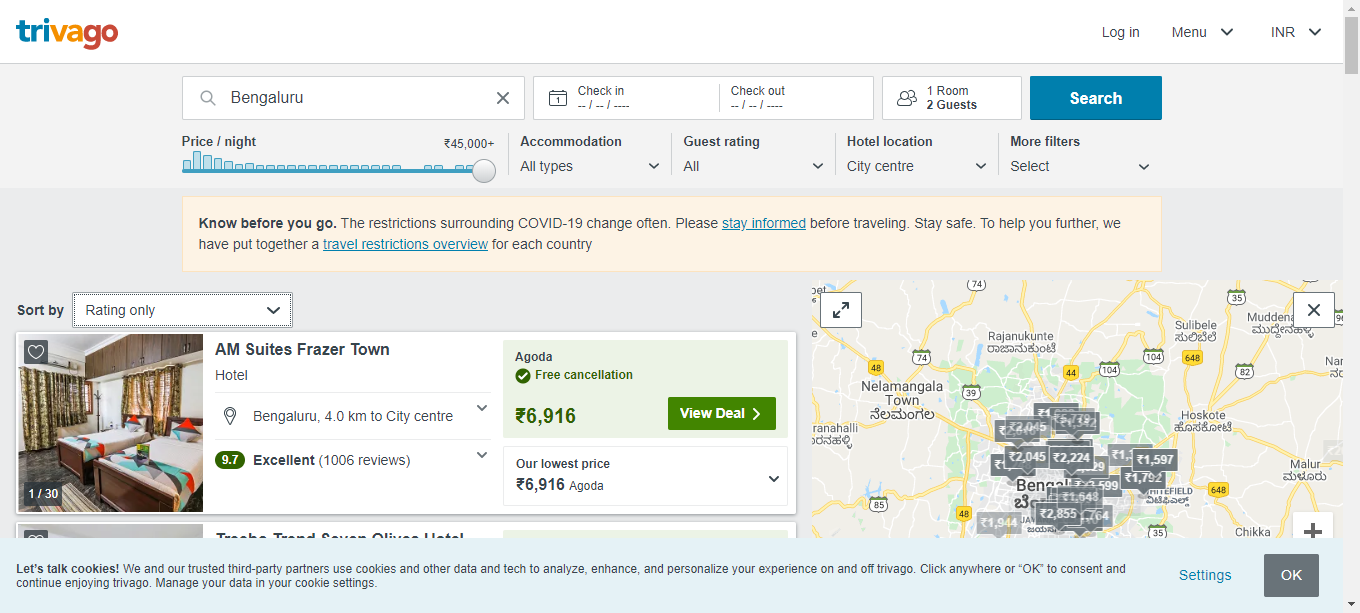 trivago
Log in
Menu
INR
Bengaluru
1
Check in
-- / -- / ----
Check out
-- / -- / ----
1 Room
2 Guests
Search
Price / night
₹45,000+
Accommodation
All types
Guest rating
All
Hotel location
City centre
More filters
Select
Know before you go. The restrictions surrounding COVID-19 change often. Please stay informed before traveling. Stay safe. To help you further, we
have put together a travel restrictions overview for each country
Sort by
Rating only
AM Suites Frazer Town
Hotel
Bengaluru, 4.0 km to City centre
9.7 Excellent (1006 reviews)
1 / 30
Agoda
Free cancellation
₹6,916
View Deal
Our lowest price
₹6,916 Agoda
74
35
Sulibele
ಸುಲಿಬೆಲೆ
Rajanukunte
ರಾಜಾನುಕುಂಟೆ
74
104
648
48
44
104
82
Nelamangala
Town
ನೆಲಮಂಗಲ
39
Hoskote
ಹೊಸಕೋಟೆ
₹2,045
₹2,045
₹2,224
₹1,597
₹1,792
Malur
ಮಾಲೂರು
648
85
48
₹1,548
₹2,855
₹1,944
35
Chikka
Let's talk cookies! We and our trusted third-party partners use cookies and other data and tech to analyze, enhance, and personalize your experience on and off trivago. Click anywhere or “OK” to consent and
continue enjoying trivago. Manage your data in your cookie settings.
Settings
OK